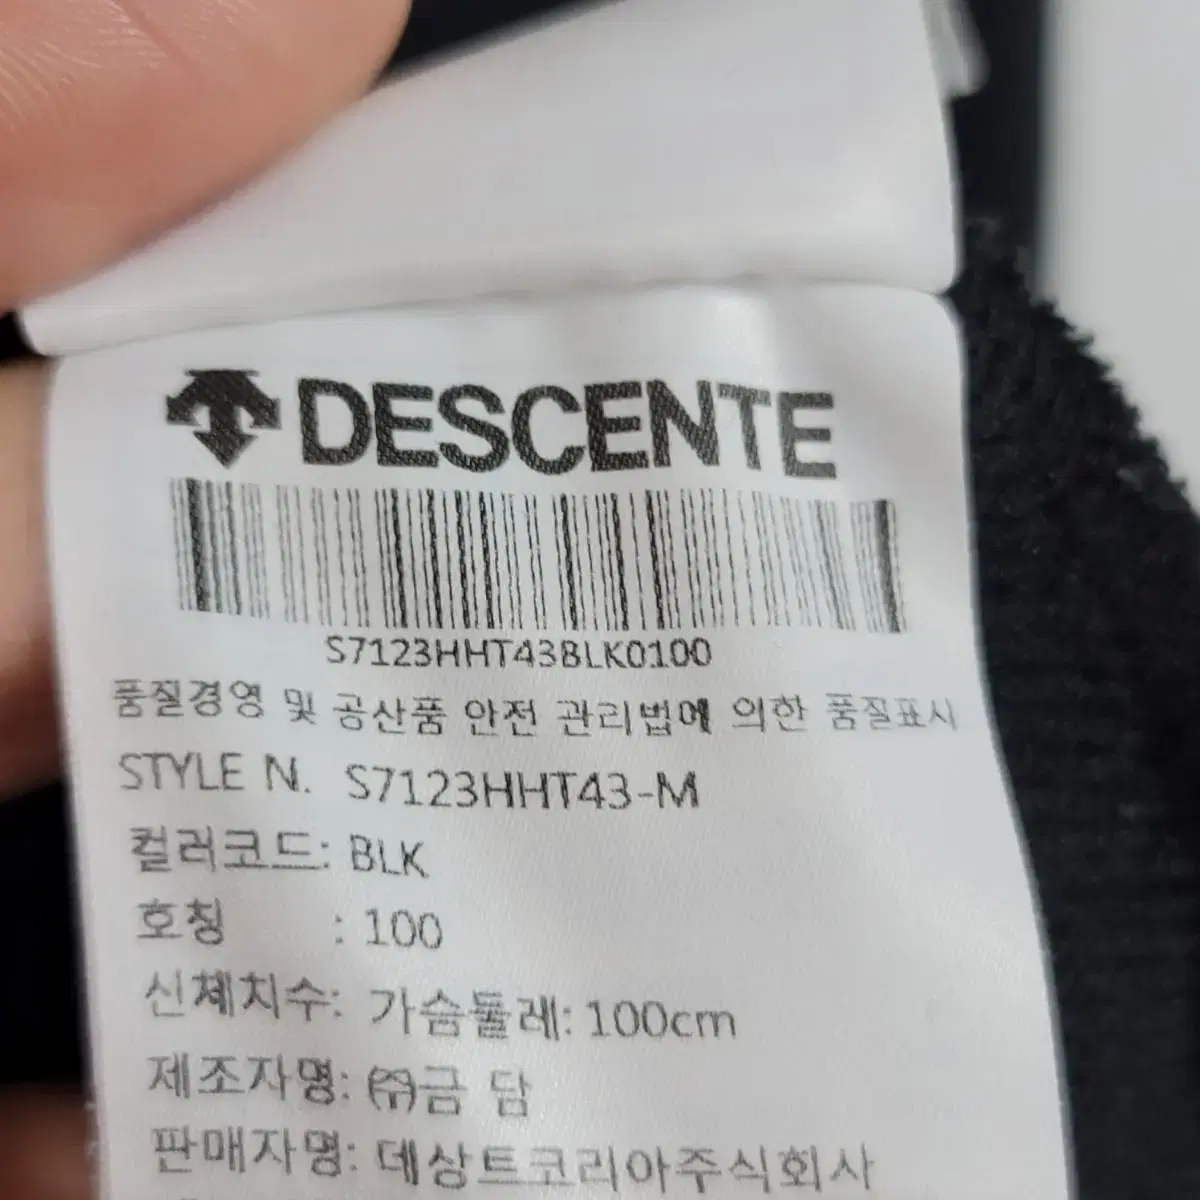 DESCENTE
S7123HHT43BLK0100
품질경영 및 공산품 안전 관리법에 의한 품질표시
STYLE N. S7123HHT43-M
컬러코드: BLK
호칭 : 100
신체치수: 가슴둘레: 100cm
제조자명: ㈜금 담
판매자명: 데상트코리아주식회사